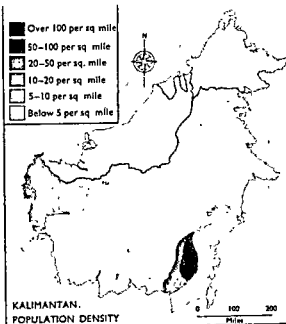 Over 100 per sq mile
50-100 per sq mile
20-50 per sq. mile
10-20 per sq mile
5-10 per sq mile
Below 5 per sq mile
N
KALIMANTAN.
POPULATION DENSITY
0 100 200
Miles